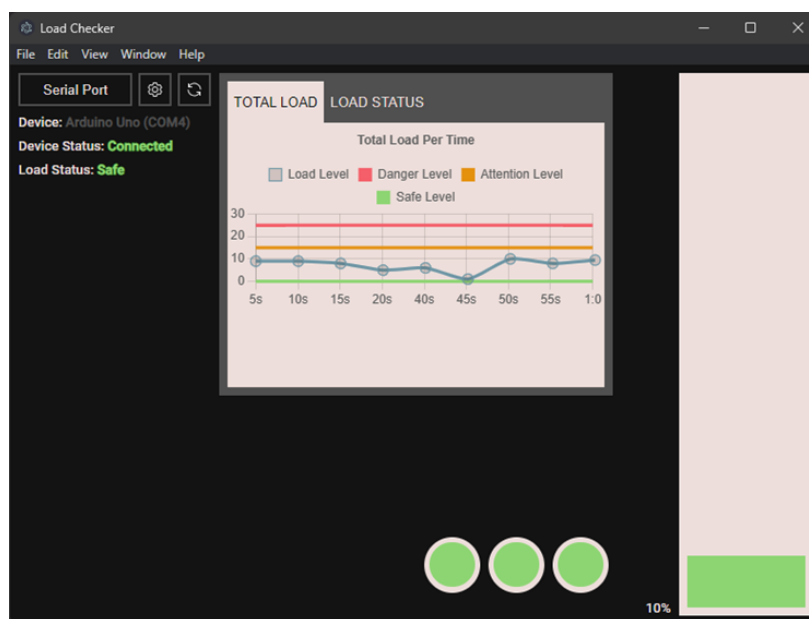 Load Checker
File Edit View Window Help
Serial Port
Device: Arduino Uno (COM4)
Device Status: Connected
Load Status: Safe
TOTAL LOAD LOAD STATUS
Total Load Per Time
Load Level Danger Level Attention Level
Safe Level
30
20
10
0
5s 10s 15s 20s 40s 45s 50s 55s 1:0
10%